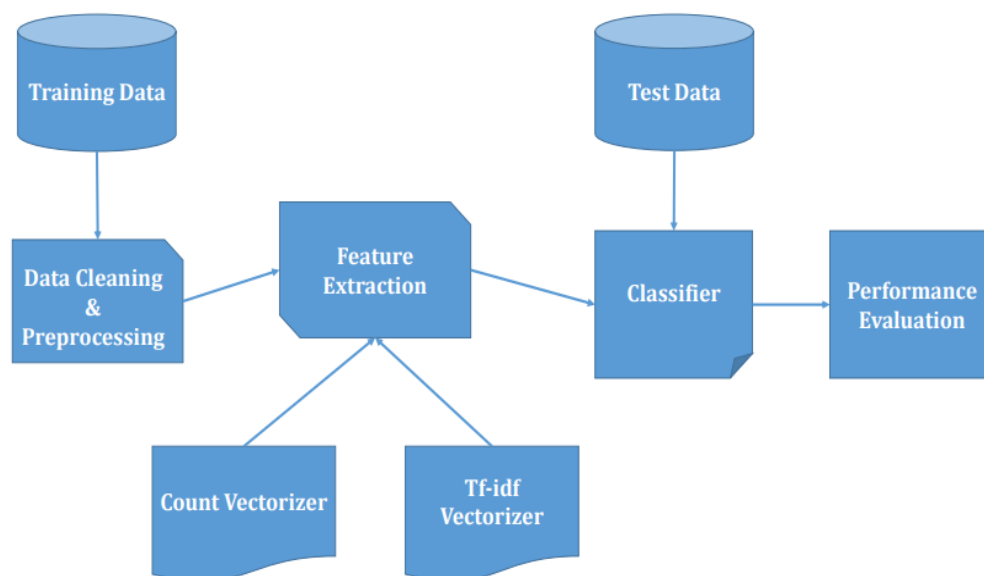 Training Data
Test Data
Data Cleaning
&
Preprocessing
Feature
Extraction
Classifier
Performance
Evaluation
Count Vectorizer
Tf-idf
Vectorizer